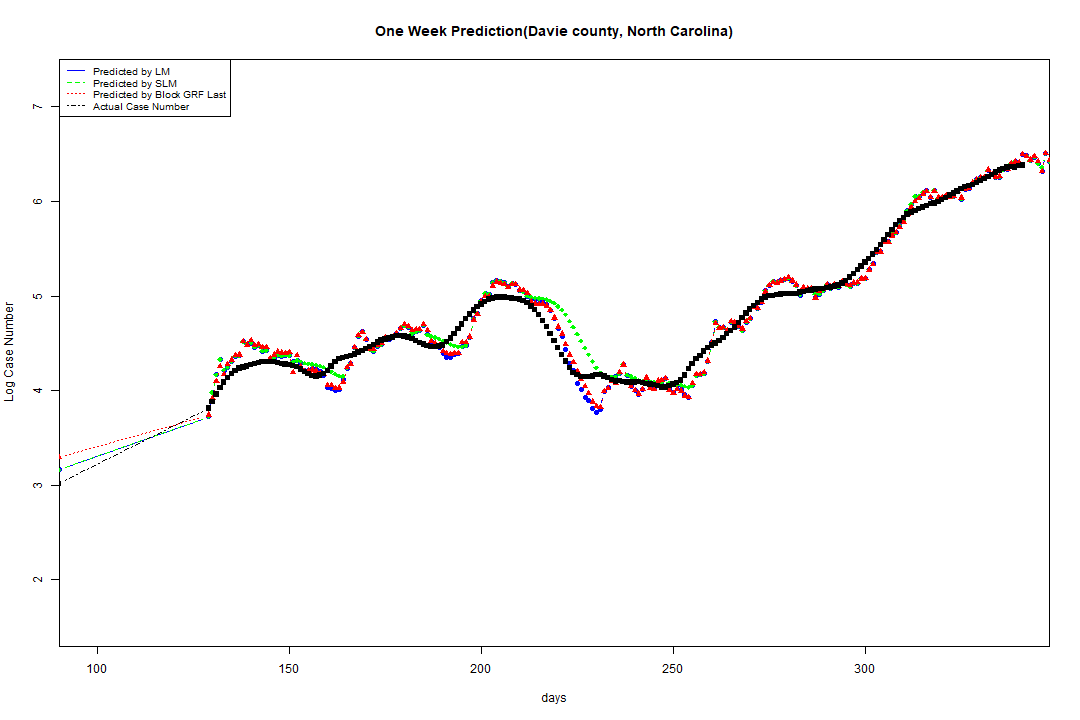 One Week Prediction(Davie county, North Carolina)
Predicted by LM
Predicted by SLM
Predicted by Block GRF Last
Actual Case Number
7
6
5
4
3
2
Log Case Number
100 150 200 250 300
days